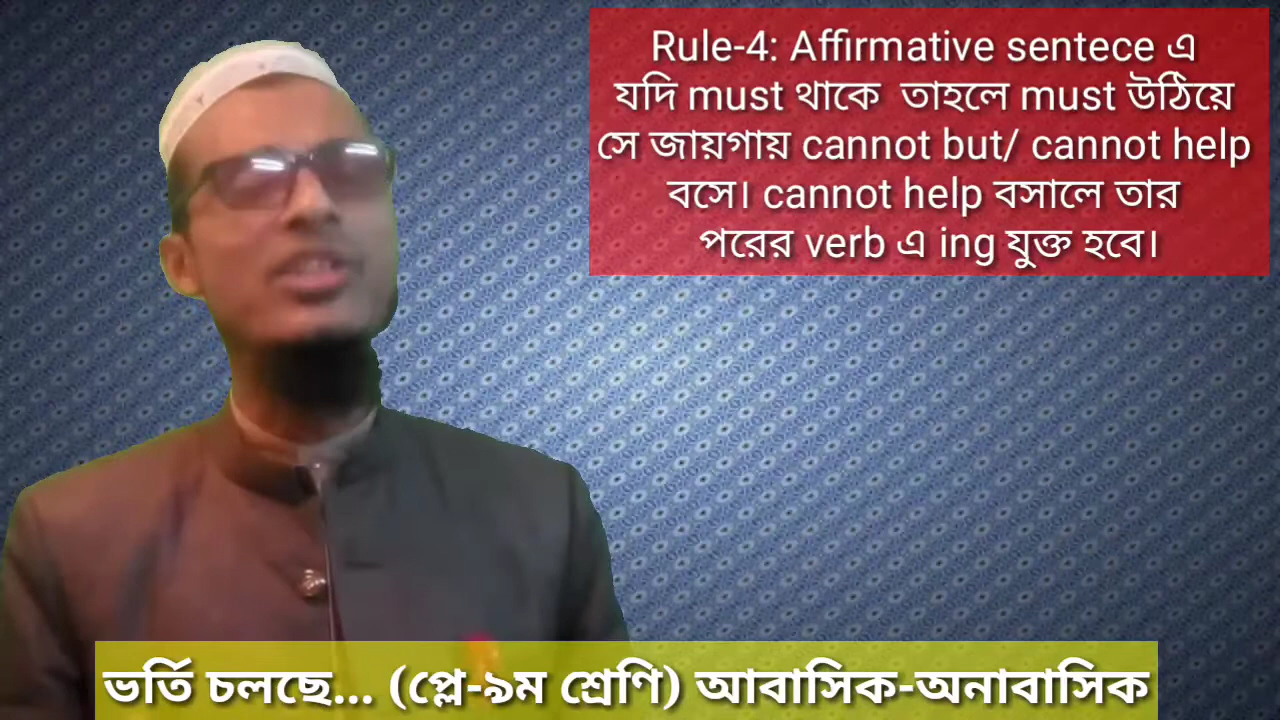 Rule-4: Affirmative sentece এ
যদি must থাকে তাহলে must উঠিয়ে
সে জায়গায় cannot but/ cannot help
বসে। cannot help বসালে তার
পরের verb এ ing যুক্ত হবে।
ভর্তি চলছে... (প্লে-৯ম শ্রেণি) আবাসিক-অনাবাসিক